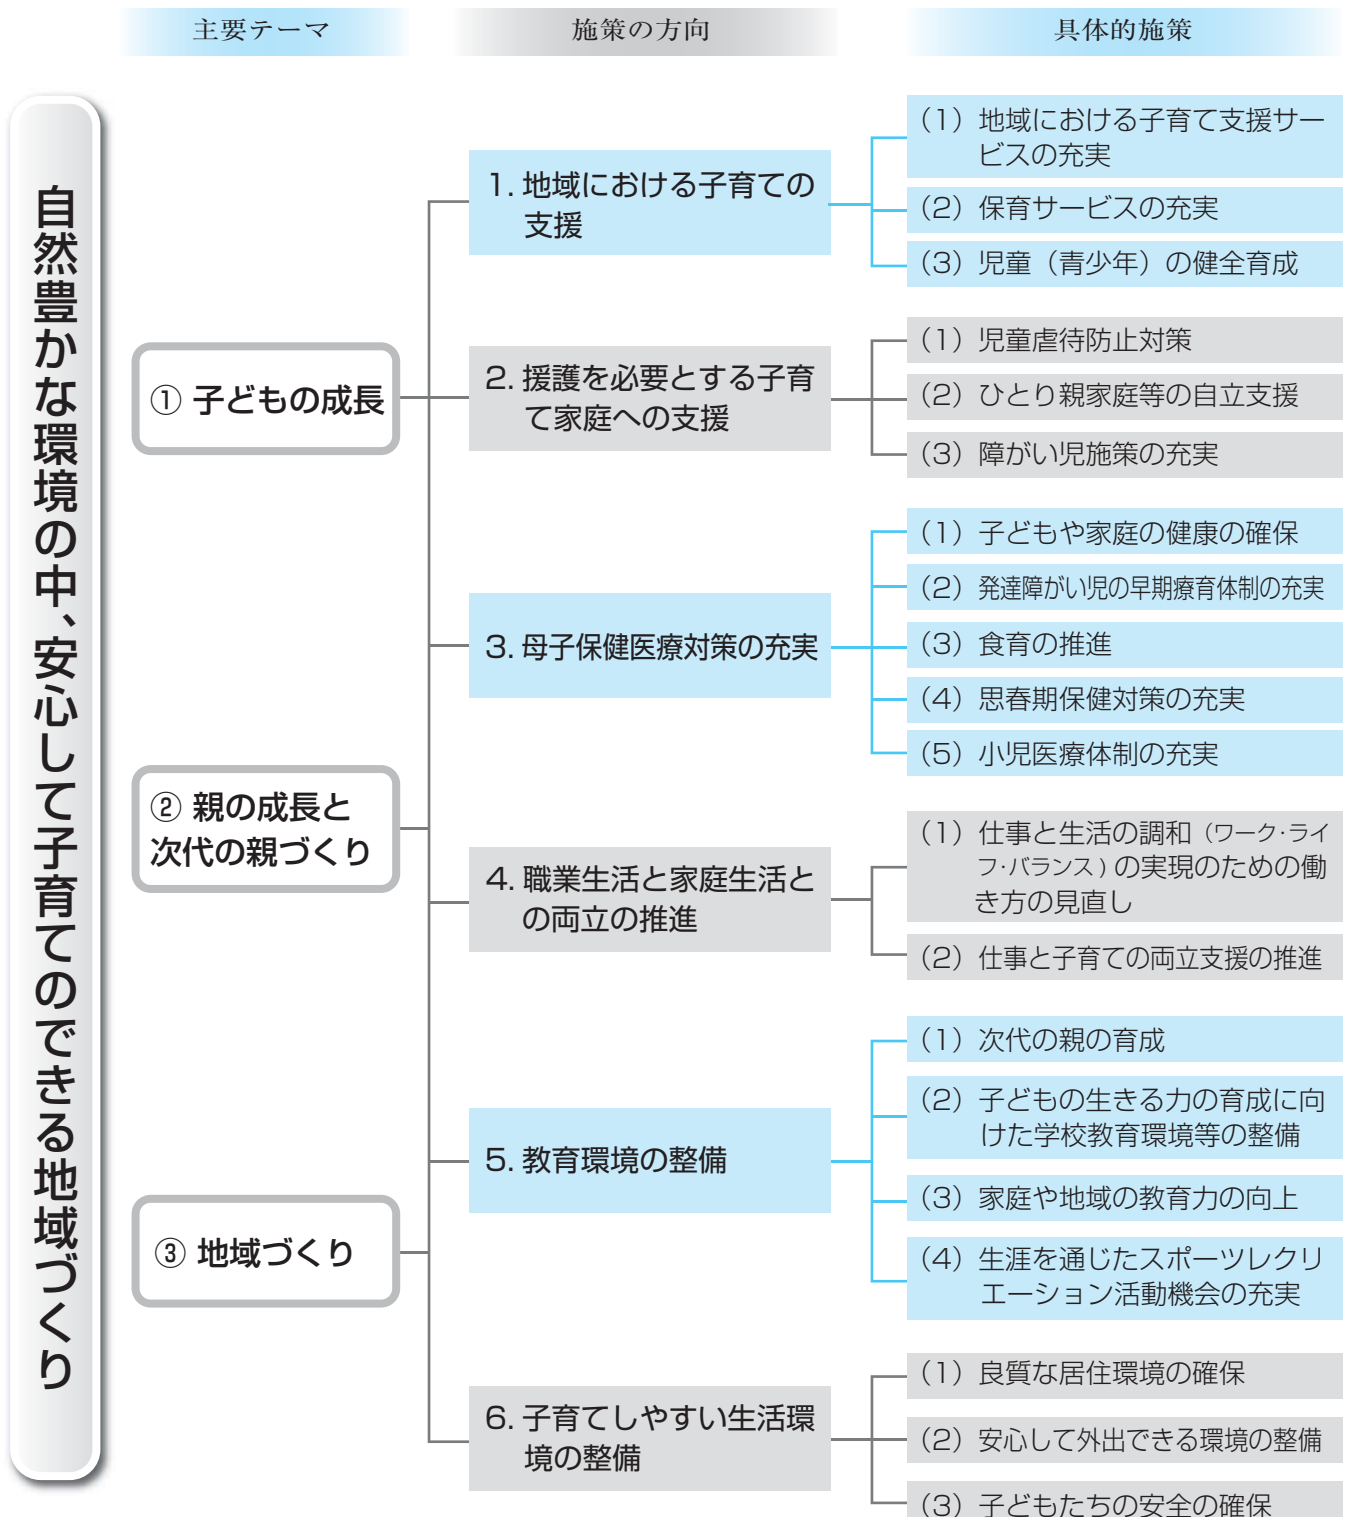 主要テーマ
施策の方向
具体的施策
自然豊かな環境の中、安心して子育てのできる地域づくり
① 子どもの成長
② 親の成長と
次代の親づくり
③ 地域づくり
1. 地域における子育ての
支援
(1) 地域における子育て支援サー
ビスの充実
(2) 保育サービスの充実
(3) 児童（青少年）の健全育成
2. 援護を必要とする子育
て家庭への支援
(1) 児童虐待防止対策
(2) ひとり親家庭等の自立支援
(3) 障がい児施策の充実
3. 母子保健医療対策の充実
(1) 子どもや家庭の健康の確保
(2) 発達障がい児の早期療育体制の充実
(3) 食育の推進
(4) 思春期保健対策の充実
(5) 小児医療体制の充実
4. 職業生活と家庭生活と
の両立の推進
(1) 仕事と生活の調和（ワーク・ライ
フ・バランス）の実現のための働
き方の見直し
(2) 仕事と子育ての両立支援の推進
5. 教育環境の整備
(1) 次代の親の育成
(2) 子どもの生きる力の育成に向
けた学校教育環境等の整備
(3) 家庭や地域の教育力の向上
(4) 生涯を通じたスポーツレクリ
エーション活動機会の充実
6. 子育てしやすい生活環
境の整備
(1) 良質な居住環境の確保
(2) 安心して外出できる環境の整備
(3) 子どもたちの安全の確保